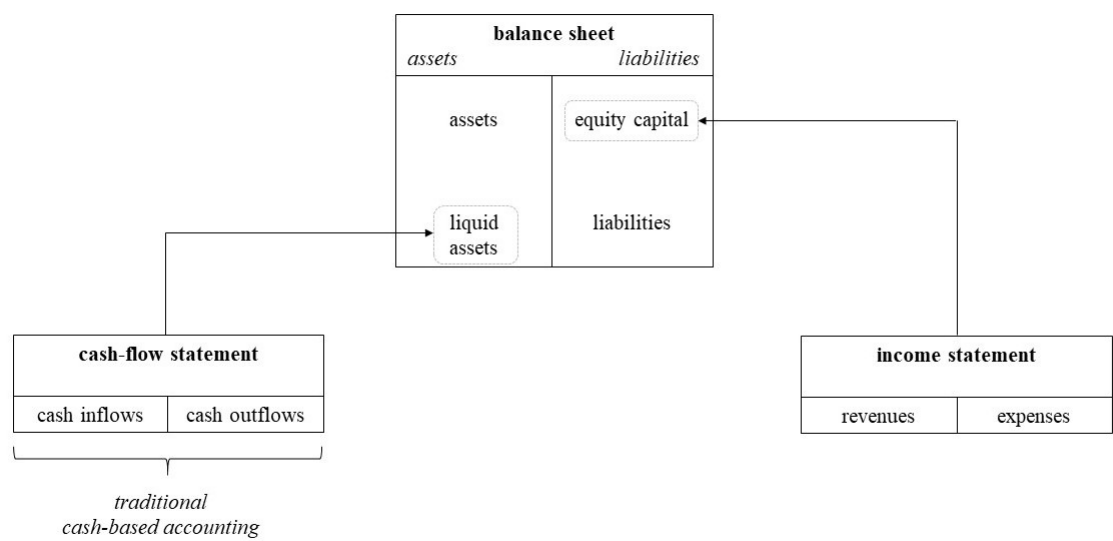 balance sheet
assets liabilities
assets equity capital
liquid
assets
liabilities
cash-flow statement
cash inflows cash outflows
income statement
revenues expenses
traditional
cash-based accounting